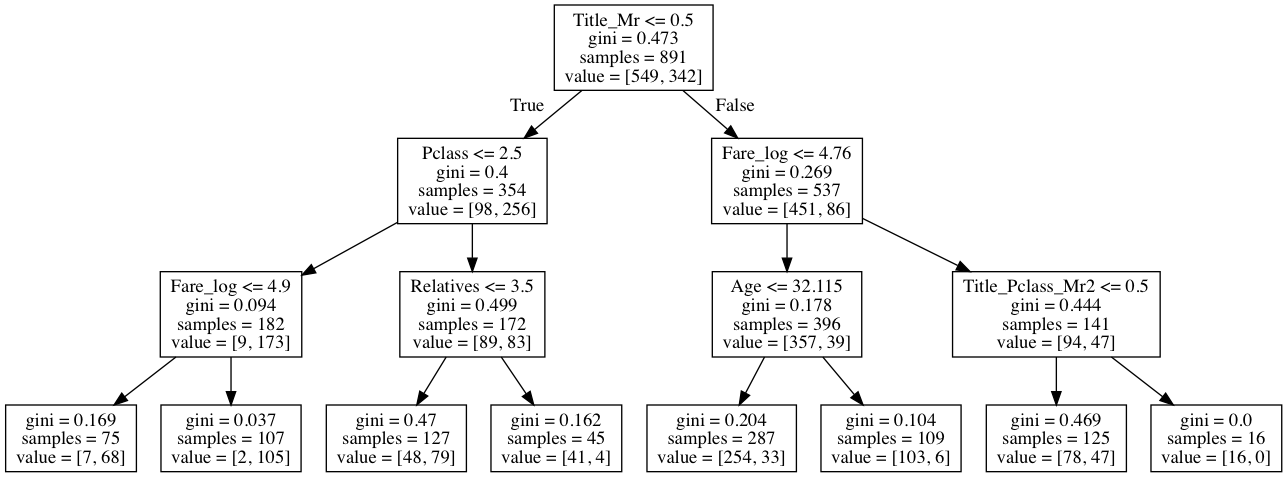 Title_Mr <= 0.5
gini = 0.473
samples = 891
value = [549, 342]
True
False
Pclass <= 2.5
gini = 0.4
samples = 354
value = [98, 256]
Fare_log <= 4.76
gini = 0.269
samples = 537
value = [451, 86]
Fare_log <= 4.9
gini = 0.094
samples = 182
value = [9, 173]
Relatives <= 3.5
gini = 0.499
samples = 172
value = [89, 83]
Age <= 32.115
gini = 0.178
samples = 396
value = [357, 39]
Title_Pclass_Mr2 <= 0.5
gini = 0.444
samples = 141
value = [94, 47]
gini = 0.169
samples = 75
value = [7, 68]
gini = 0.037
samples = 107
value = [2, 105]
gini = 0.47
samples = 127
value = [48, 79]
gini = 0.162
samples = 45
value = [41, 4]
gini = 0.204
samples = 287
value = [254, 33]
gini = 0.104
samples = 109
value = [103, 6]
gini = 0.469
samples = 125
value = [78, 47]
gini = 0.0
samples = 16
value = [16, 0]